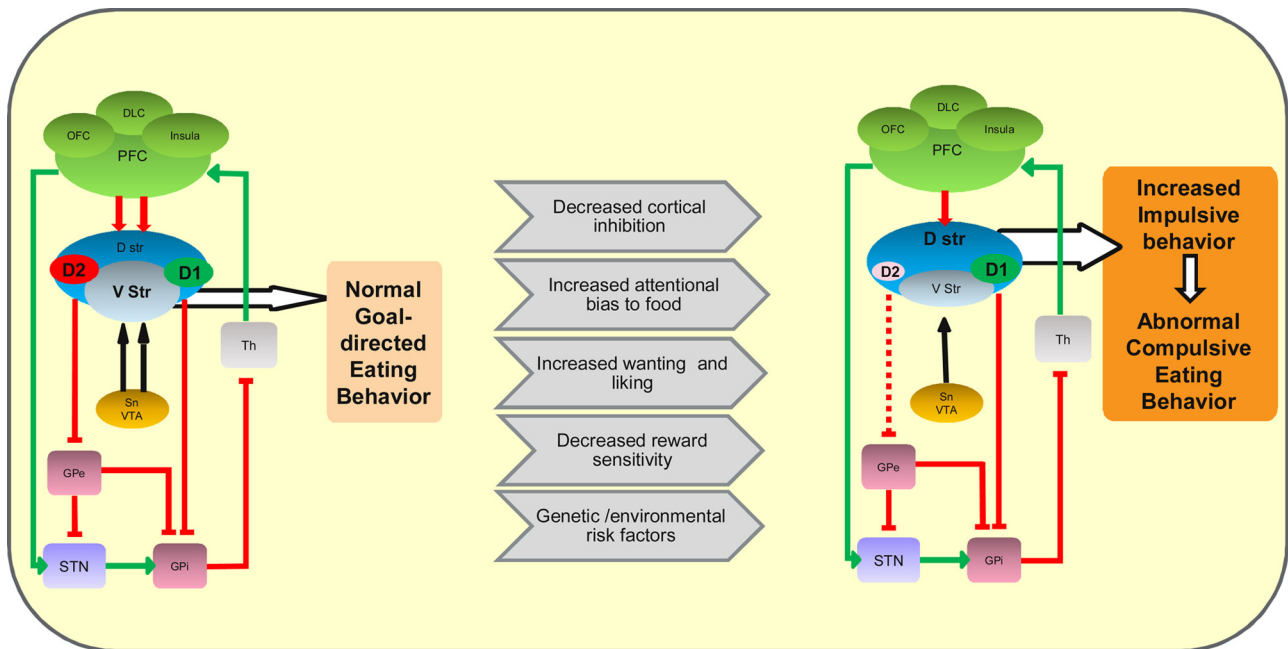 DLC
OFC
Insula
PFC
D str
D2
D1
V Str
Sn
VTA
Th
GPe
STN
GPi
Normal
Goal-
directed
Eating
Behavior
Decreased cortical
inhibition
Increased attentional
bias to food
Increased wanting and
liking
Decreased reward
sensitivity
Genetic /environmental
risk factors
DLC
OFC
Insula
PFC
D str
D2
D1
V Str
Sn
VTA
Th
GPe
STN
GPi
Increased
Impulsive
behavior
Abnormal
Compulsive
Eating
Behavior